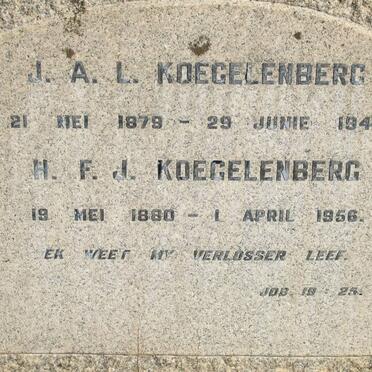 J. A. L. KOEGELENBERG
21 MEI 1879 - 29 JUNIE 194
H. F. J. KOEGELENBERG
19 MEI 1880 - 1 APRIL 1956.
EK WEET MY VERLOSSER LEEF.
JOB. 19 : 25.